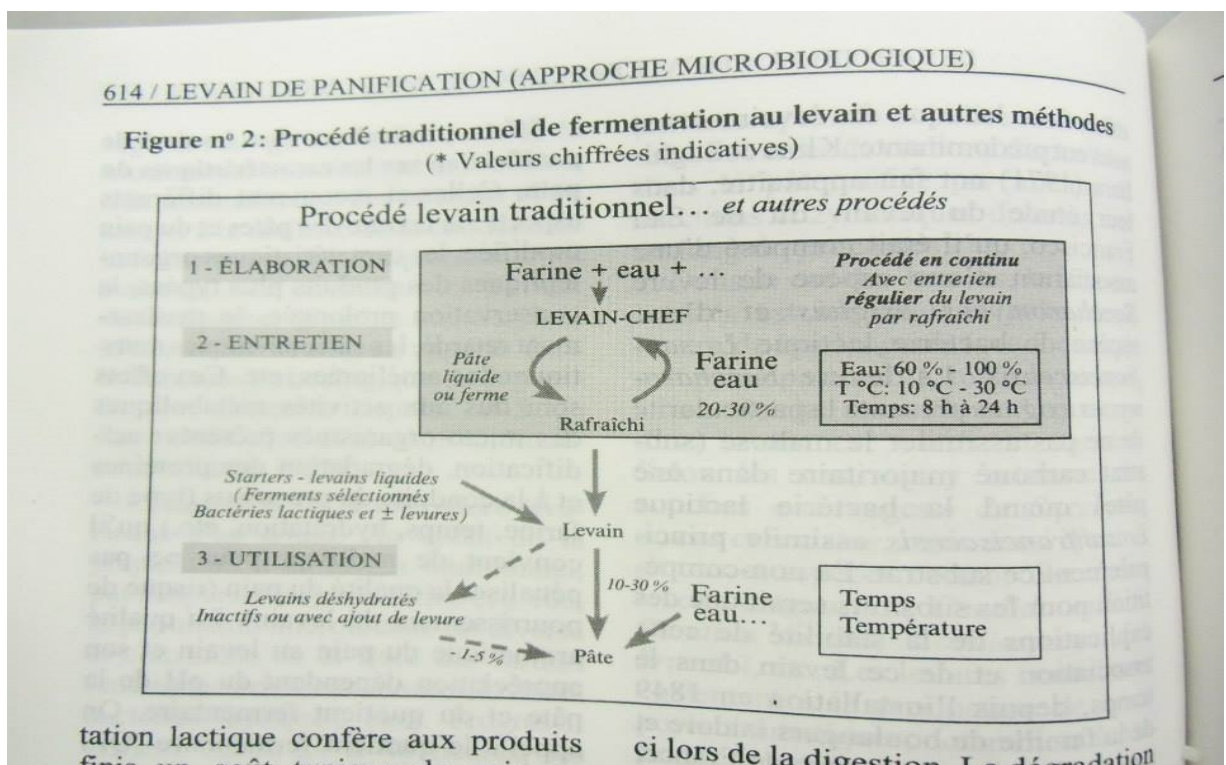 614 / LEVAIN DE PANIFICATION (APPROCHE MICROBIOLOGIQUE)
Figure nº 2: Procédé traditionnel de fermentation au levain et autres méthodes
(* Valeurs chiffrées indicatives)
Procédé levain traditionnel… et autres procédés
1 - ÉLABORATION
Farine + eau + …
LEVAIN-CHEF
Procédé en continu
Avec entretien
régulier du levain
par rafraîchi
2 - ENTRETIEN
Pâte
liquide
ou ferme
Farine
eau
20-30 %
Rafraîchi
Eau: 60 % - 100 %
T °C: 10 °C - 30 °C
Temps: 8 h à 24 h
Starters - levains liquides
(Ferments sélectionnés
Bactéries lactiques et ± levures)
Levain
3 - UTILISATION
Levains déshydratés
Inactifs ou avec ajout de levure
10-30 %
Farine
eau…
Temps
Température
- 1-5 %
Pâte
tation lactique confère aux produits
ci lors de la digestion. La dégradation